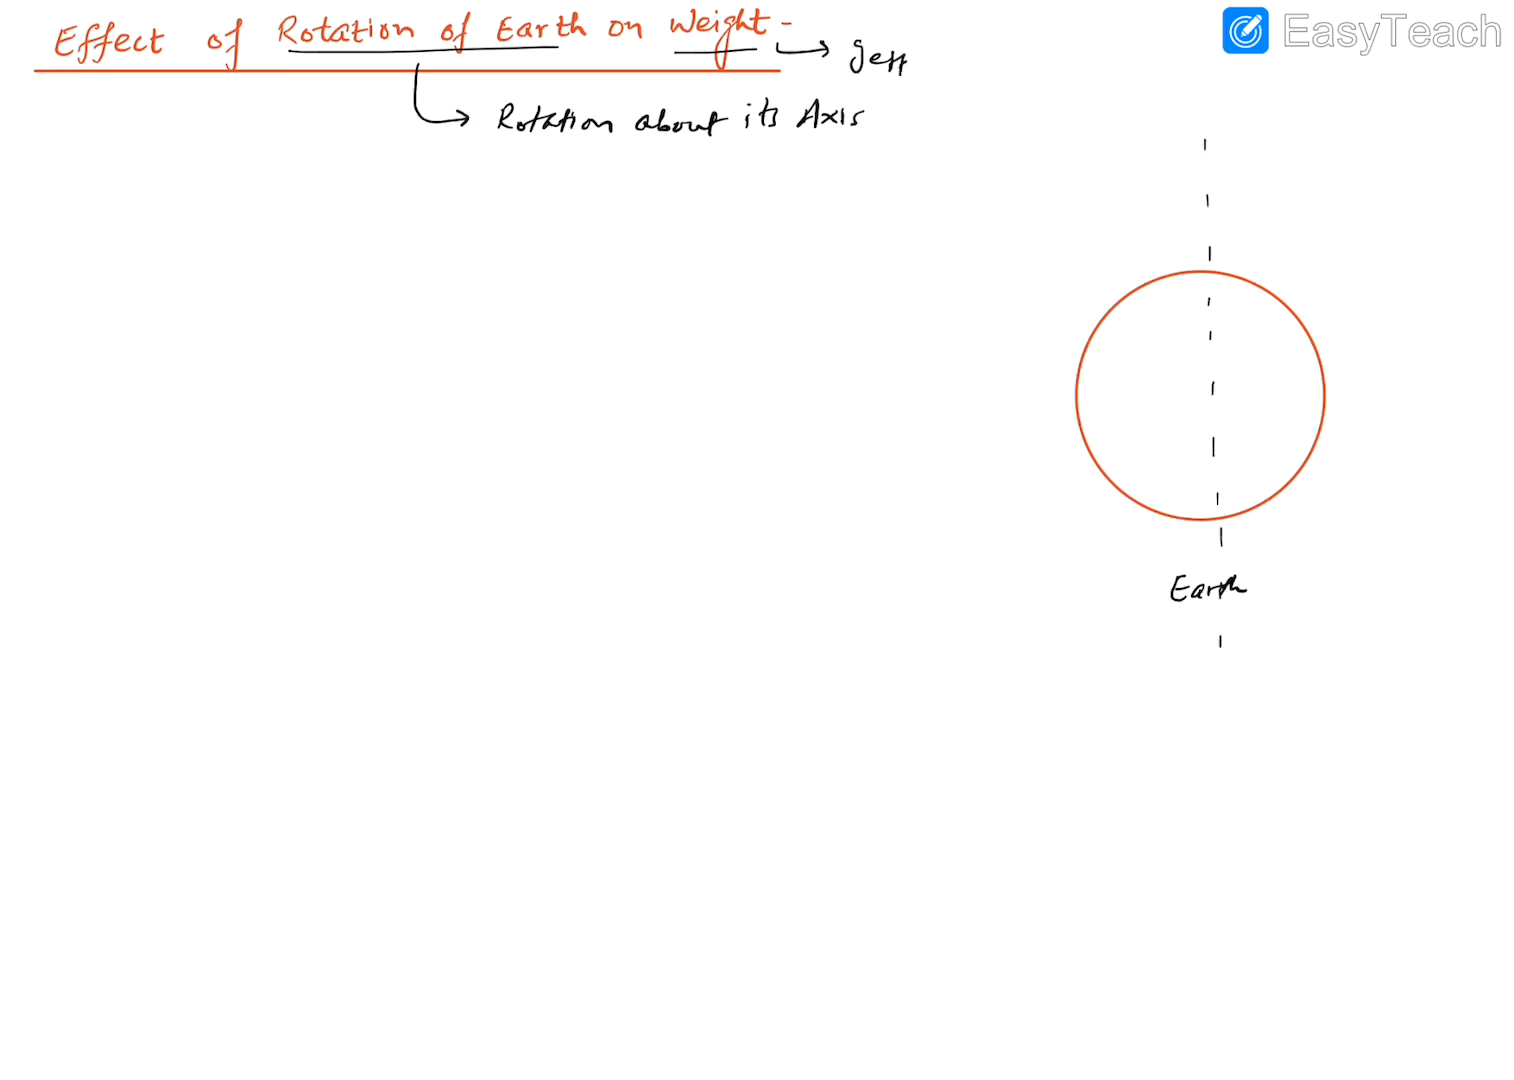 Effect of Rotation of Earth on Weight -
→ geff
→ Rotation about its Axis
EasyTeach
Earth